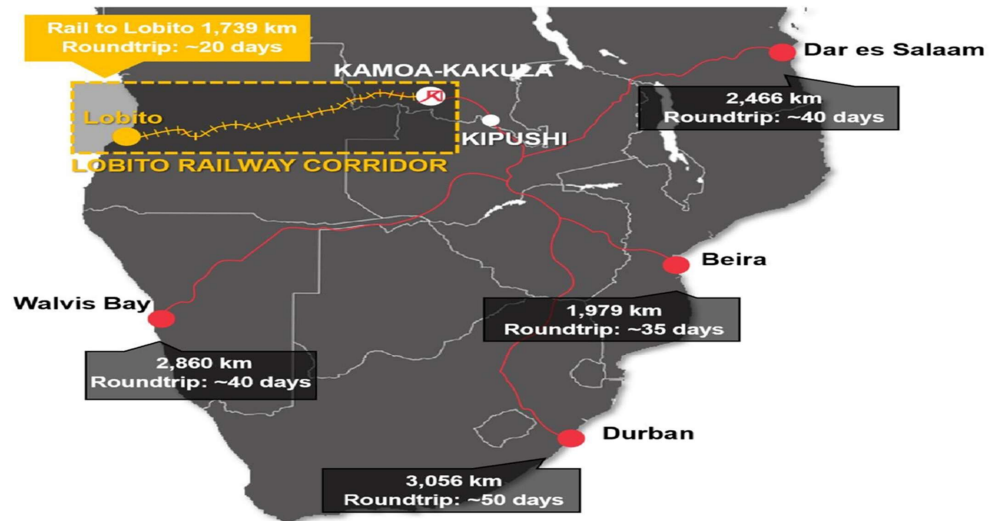 Rail to Lobito 1,739 km
Roundtrip: ~20 days
Dar es Salaam
KAMOA-KAKULA
2,466 km
Roundtrip: ~40 days
Lobito
KIPUSHI
LOBITO RAILWAY CORRIDOR
Beira
Walvis Bay
1,979 km
Roundtrip: ~35 days
2,860 km
Roundtrip: ~40 days
Durban
3,056 km
Roundtrip: ~50 days